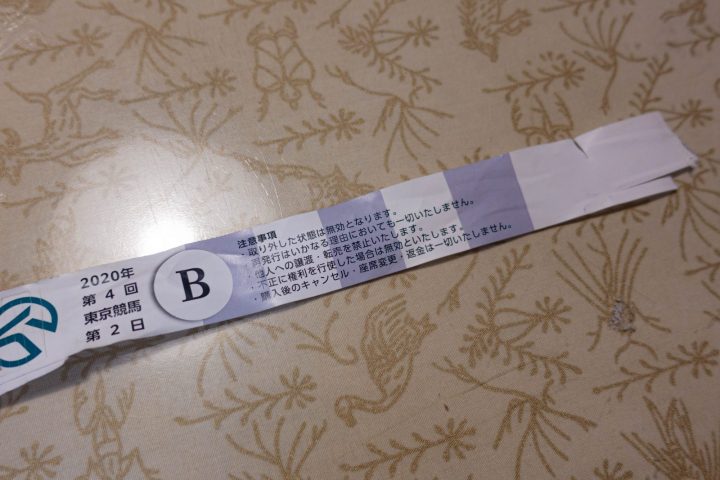 2020年
第4回
東京競馬
第2日
B
注意事項
・取り外した状態は無効となります。
・再発行はいかなる理由においても一切いたしません。
・他人への譲渡・転売を禁止いたします。
・不正に権利を行使した場合は無効といたします。
・購入後のキャンセル・座席変更・返金は一切いたしません。